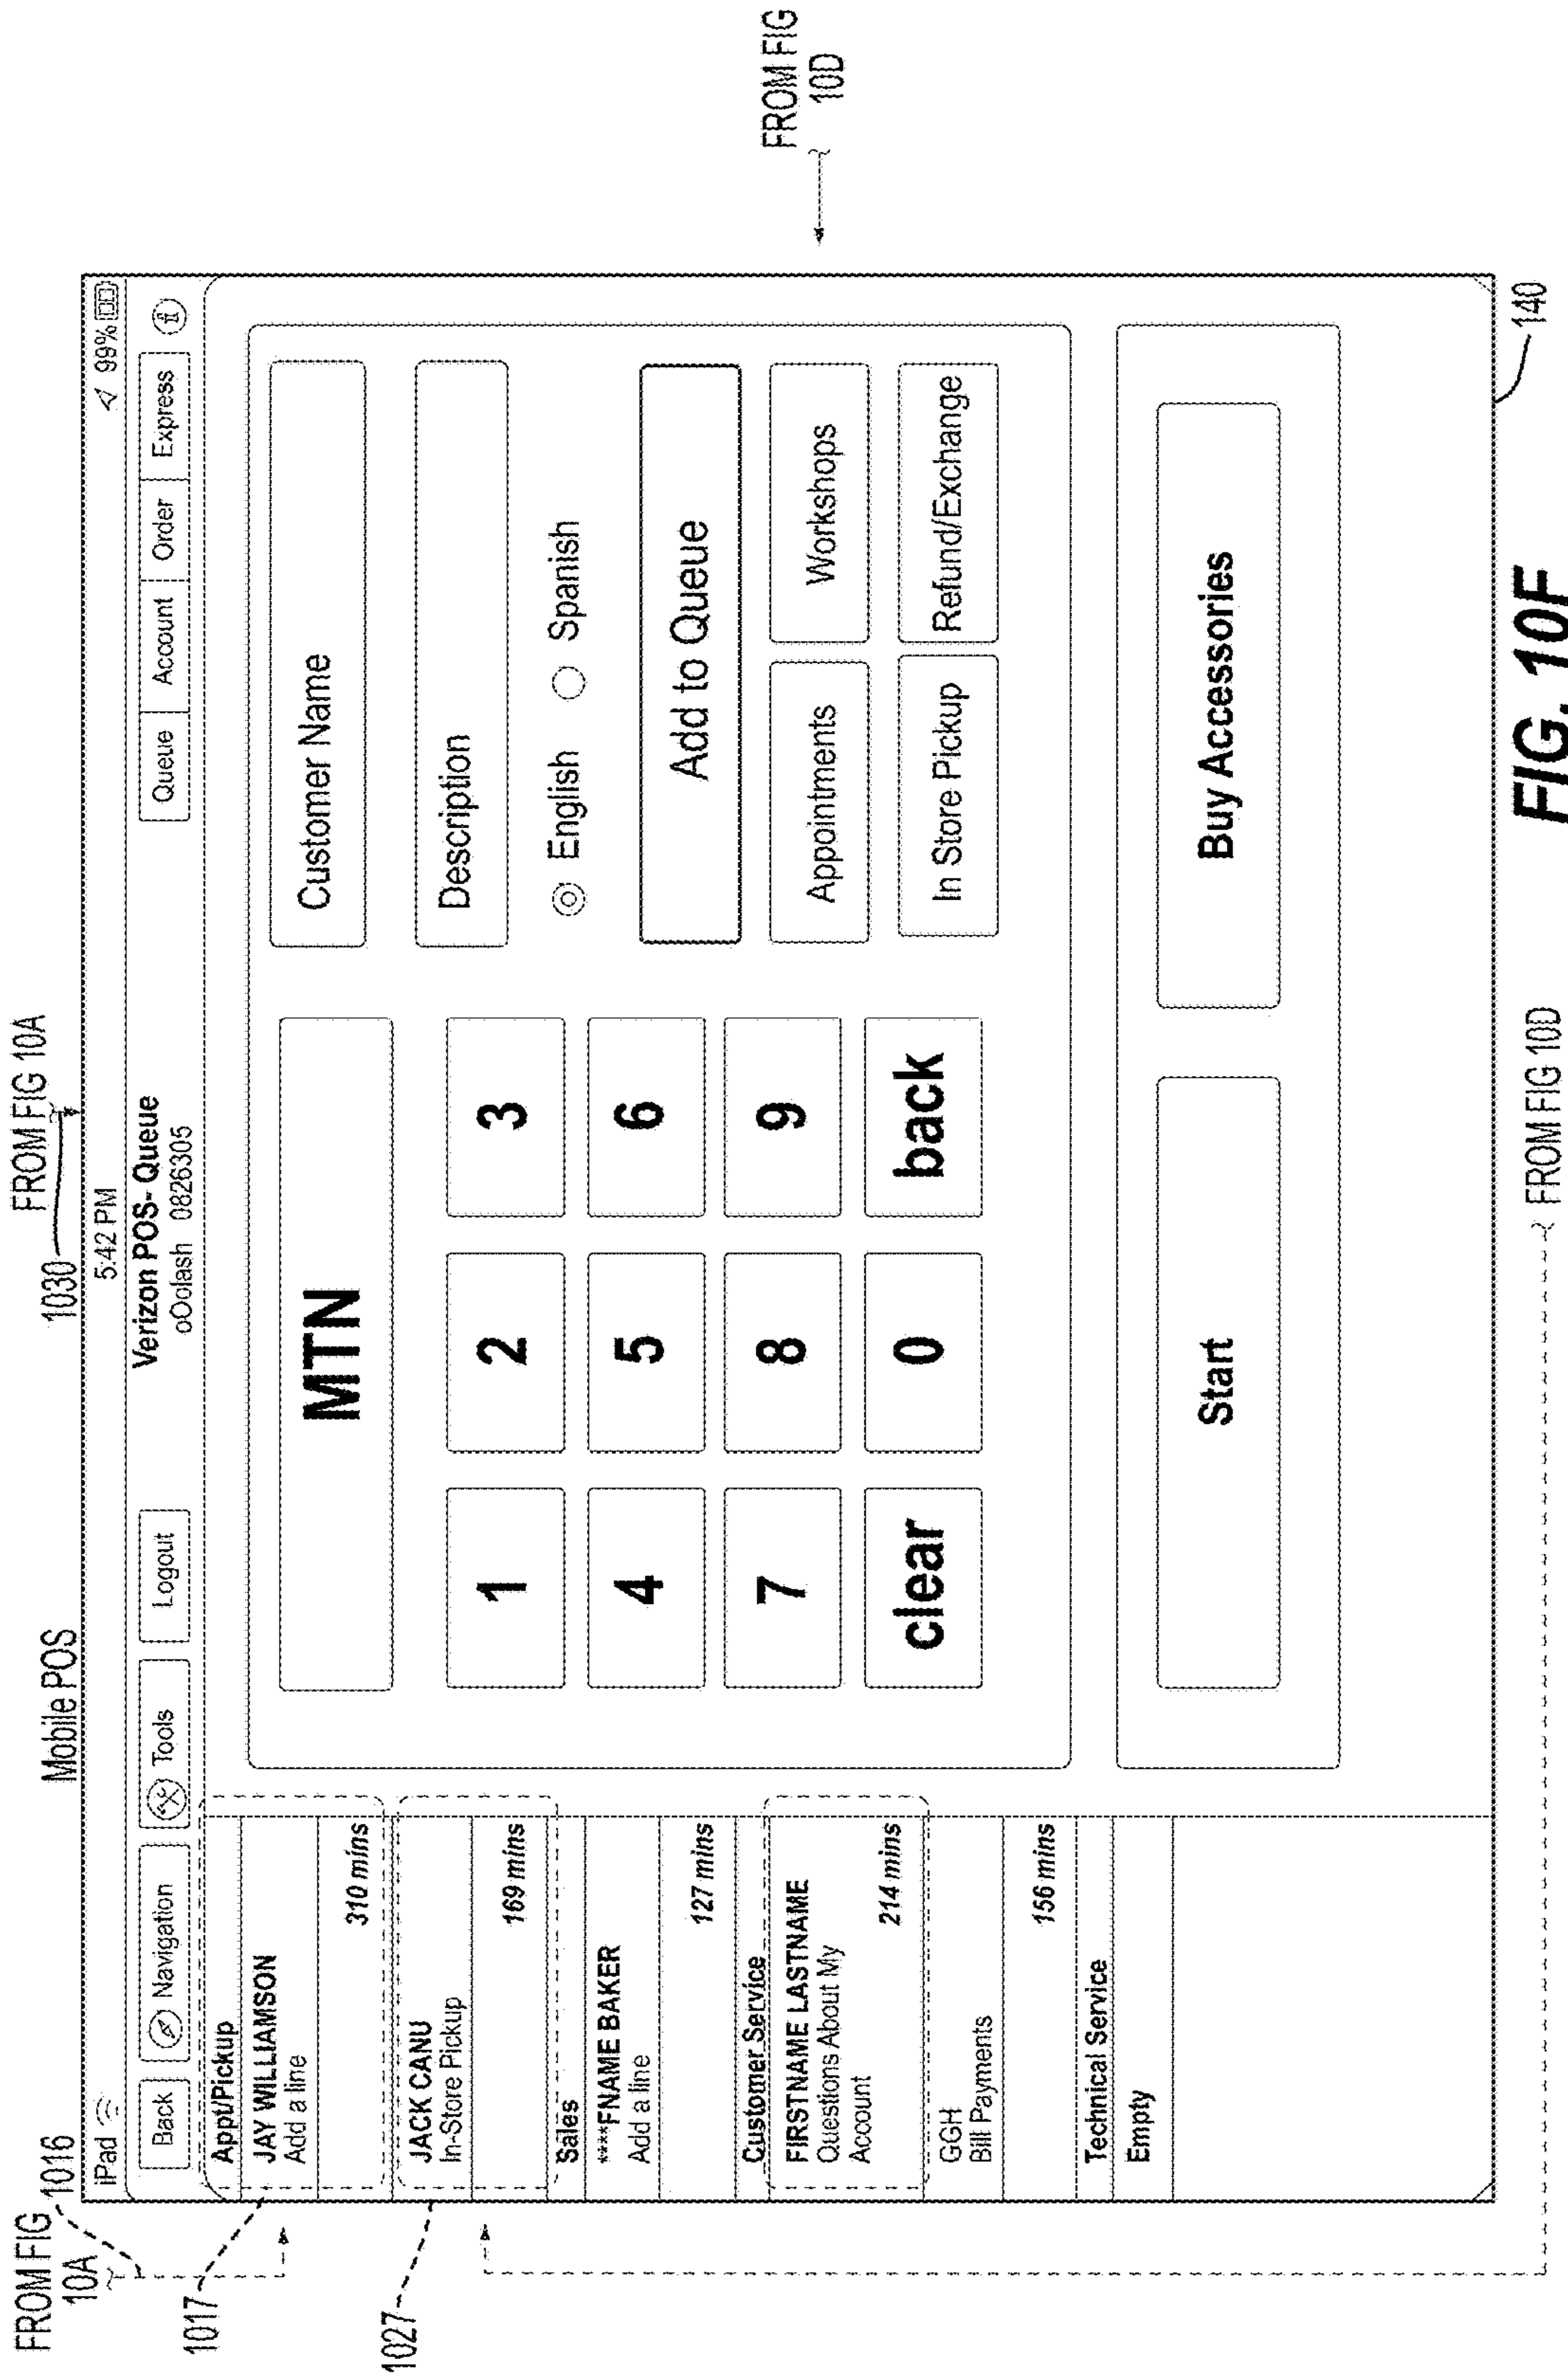 FROM FIG 10A
FROM FIG
10A
1016
1030
Mobile POS
iPad
5:42 PM
99%
Back
Navigation
Tools
Logout
Verizon POS- Queue
0826305
Queue
Account
Order
Express
Appt/Pickup
JAY WILLIAMSON
Add a line
310 mins
JACK CANU
In-Store Pickup
169 mins
Sales
****FNAME BAKER
Add a line
127 mins
Customer Service
FIRSTNAME LASTNAME
Questions About My
Account
214 mins
GGH
Bill Payments
156 mins
Technical Service
Empty
1017
1027
MTN
1
2
3
4
5
6
7
8
9
clear
0
back
Customer Name
Description
English
Spanish
Add to Queue
Appointments
Workshops
In Store Pickup
Refund/Exchange
Start
Buy Accessories
FROM FIG
10D
140
FROM FIG 10D
FIG. 10F